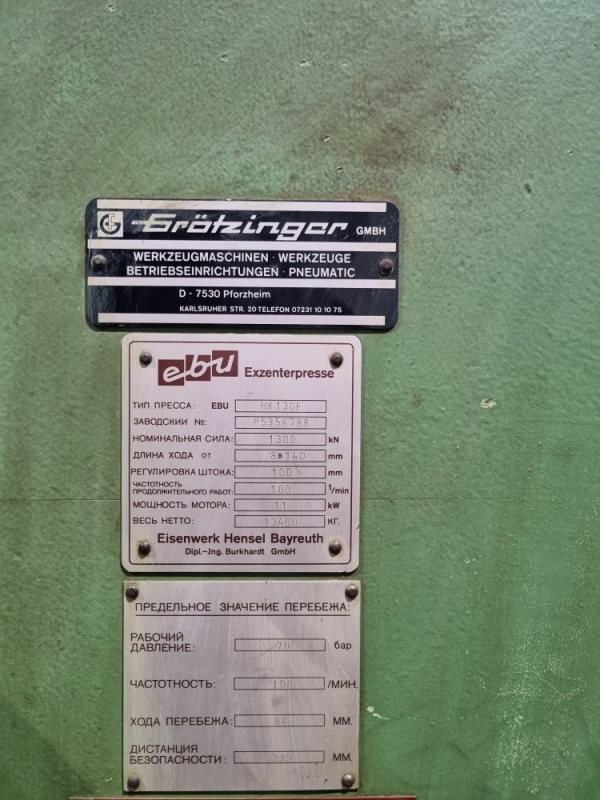 Grötzinger GMBH
WERKZEUGMASCHINEN · WERKZEUGE
BETRIEBSEINRICHTUNGEN · PNEUMATIC
D - 7530 Pforzheim
KARLSRUHER STR. 20 TELEFON 07231 10 10 75
ebu Exzenterpresse
ТИП ПРЕССА: EBU HK130F
ЗАВОДСКИЙ №: P5356788
НОМИНАЛЬНАЯ СИЛА: 1300 kN
ДЛИНА ХОДА от 8-140 mm
РЕГУЛИРОВКА ШТОКА: 100 mm
ЧАСТОТНОСТЬ
ПРОДОЛЖИТЕЛЬНОГО РАБОТ: 100 1/min
МОЩНОСТЬ МОТОРА: 11 kW
ВЕСЬ НЕТТО: 13400 КГ.
Eisenwerk Hensel Bayreuth
Dipl.-Jng. Burkhardt GmbH
ПРЕДЕЛЬНОЕ ЗНАЧЕНИЕ ПЕРЕБЕЖА:
РАБОЧИЙ
ДАВЛЕНИЕ: 70 бар
ЧАСТОТНОСТЬ: 100 /МИН.
ХОДА ПЕРЕБЕЖА: ММ.
ДИСТАНЦИЯ
БЕЗОПАСНОСТИ: ММ.